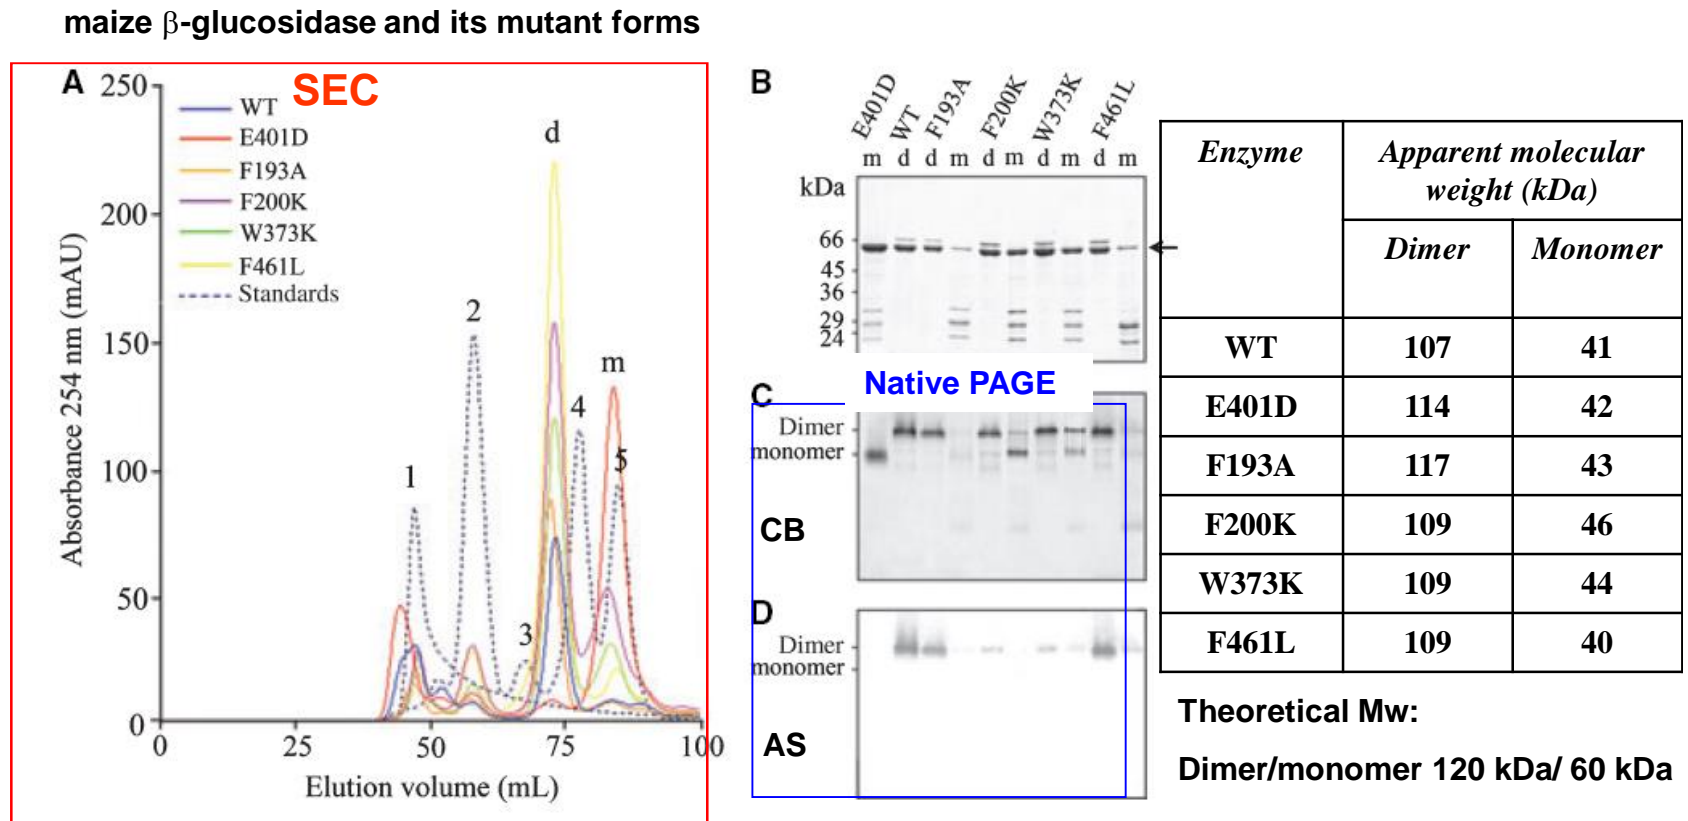 maize β-glucosidase and its mutant forms
A
SEC
250
200
150
100
50
0
Absorbance 254 nm (mAU)
WT
E401D
F193A
F200K
W373K
F461L
Standards
1
2
3
d
4
m
5
0 25 50 75 100
Elution volume (mL)
B
E401D WT F193A F200K W373K F461L
m d d m d m d m d m
kDa
66
45
36
29
24
Native PAGE
C
Dimer
monomer
CB
D
Dimer
monomer
AS
Enzyme Apparent molecular weight (kDa)
Dimer Monomer
WT 107 41
E401D 114 42
F193A 117 43
F200K 109 46
W373K 109 44
F461L 109 40
Theoretical Mw:
Dimer/monomer 120 kDa/ 60 kDa